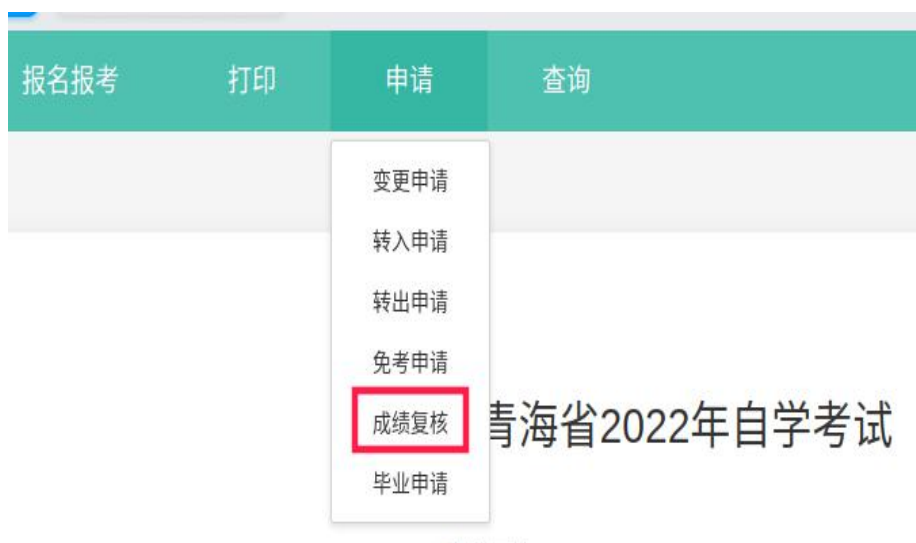 报名报考 打印 申请 查询
变更申请
转入申请
转出申请
免考申请
成绩复核
青海省2022年自学考试
毕业申请